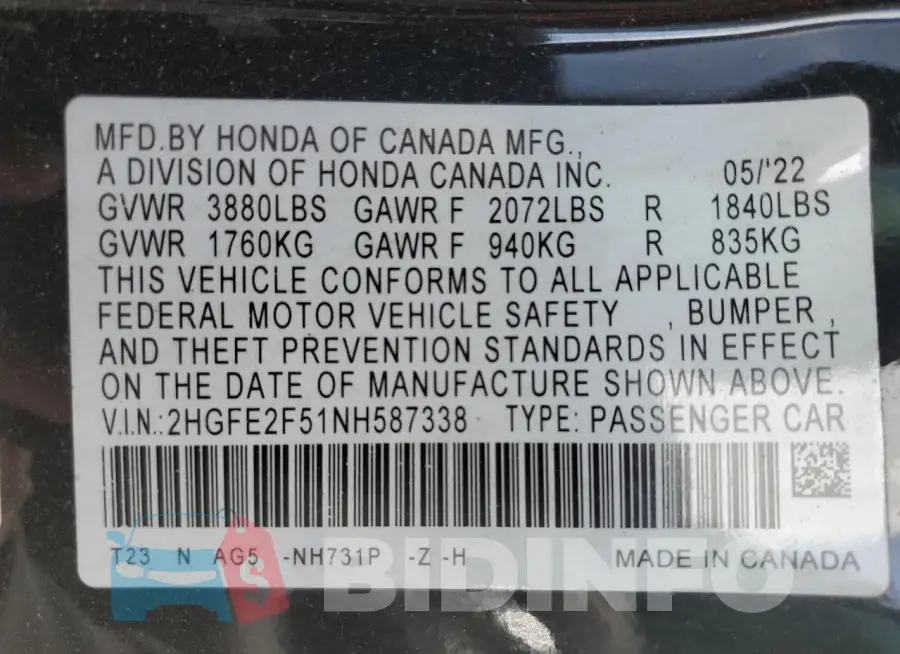 MFD.BY HONDA OF CANADA MFG.,
A DIVISION OF HONDA CANADA INC. 05/'22
GVWR 3880LBS GAWR F 2072LBS R 1840LBS
GVWR 1760KG GAWR F 940KG R 835KG
THIS VEHICLE CONFORMS TO ALL APPLICABLE
FEDERAL MOTOR VEHICLE SAFETY , BUMPER ,
AND THEFT PREVENTION STANDARDS IN EFFECT
ON THE DATE OF MANUFACTURE SHOWN ABOVE.
V.I.N.:2HGFE2F51NH587338 TYPE: PASSENGER CAR
T23 N AG5 -NH731P -Z -H MADE IN CANADA
$ BIDINFO